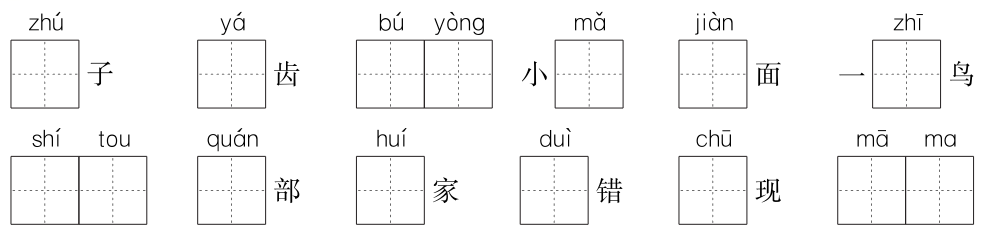 zhú yá bú yòng mǎ jiàn zhī
子 齿 小 面 一 鸟
shí tou quán huí duì chū mā ma
部 家 错 现